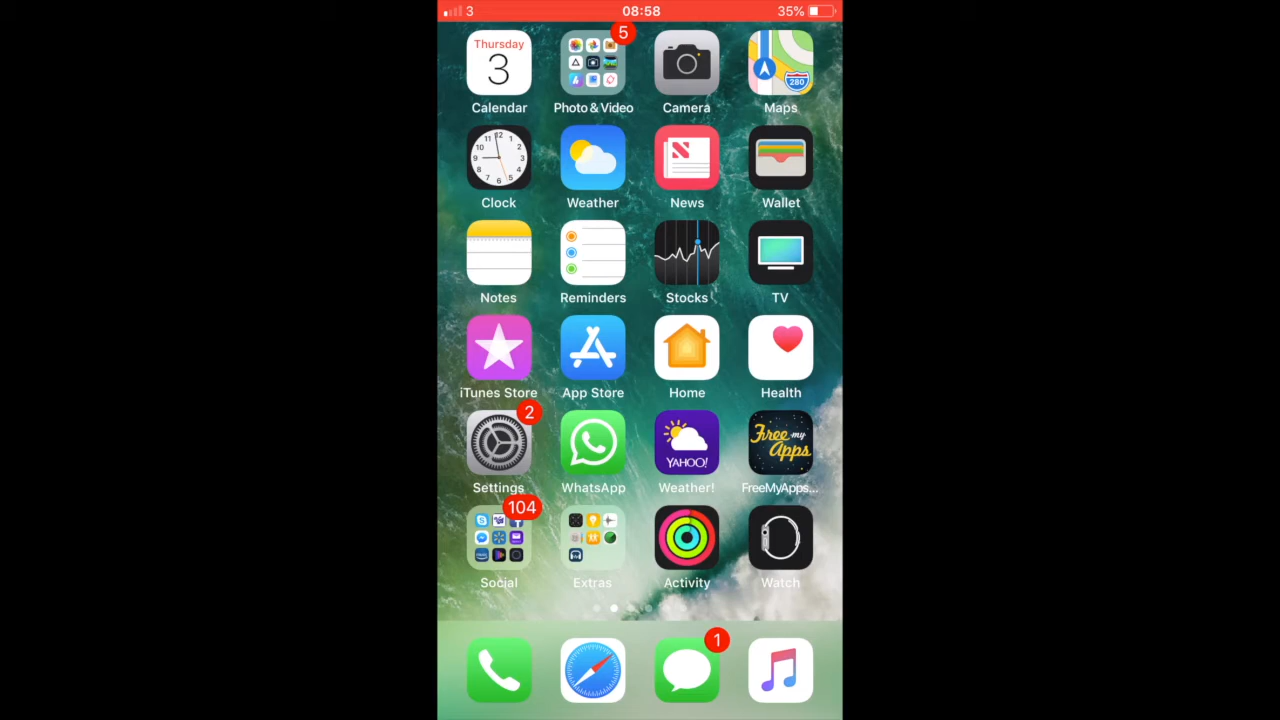 3 08:58 35%
5
Thursday
3
280
Calendar Photo & Video Camera Maps
Clock Weather News Wallet
Notes Reminders Stocks TV
iTunes Store App Store Home Health
2
YAHOO!
Free my Apps
Settings WhatsApp Weather! FreeMyApps...
104
Social Extras Activity Watch
1